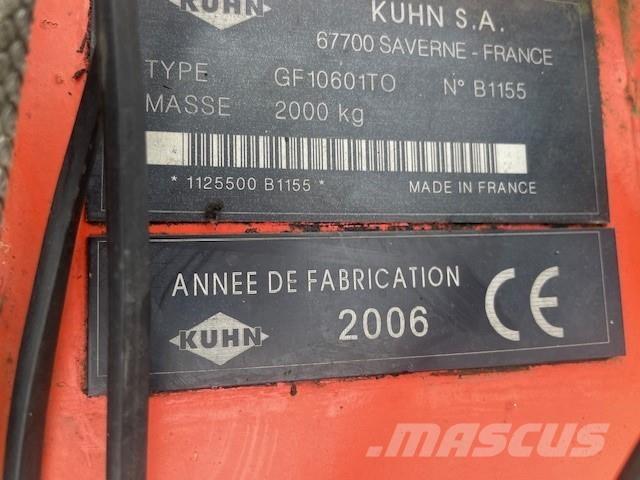 KUHN
KUHN S.A.
67700 SAVERNE - FRANCE
TYPE GF10601TO N° B1155
MASSE 2000 kg
* 1125500 B1155 * MADE IN FRANCE
ANNEE DE FABRICATION
KUHN 2006 CE
mascus